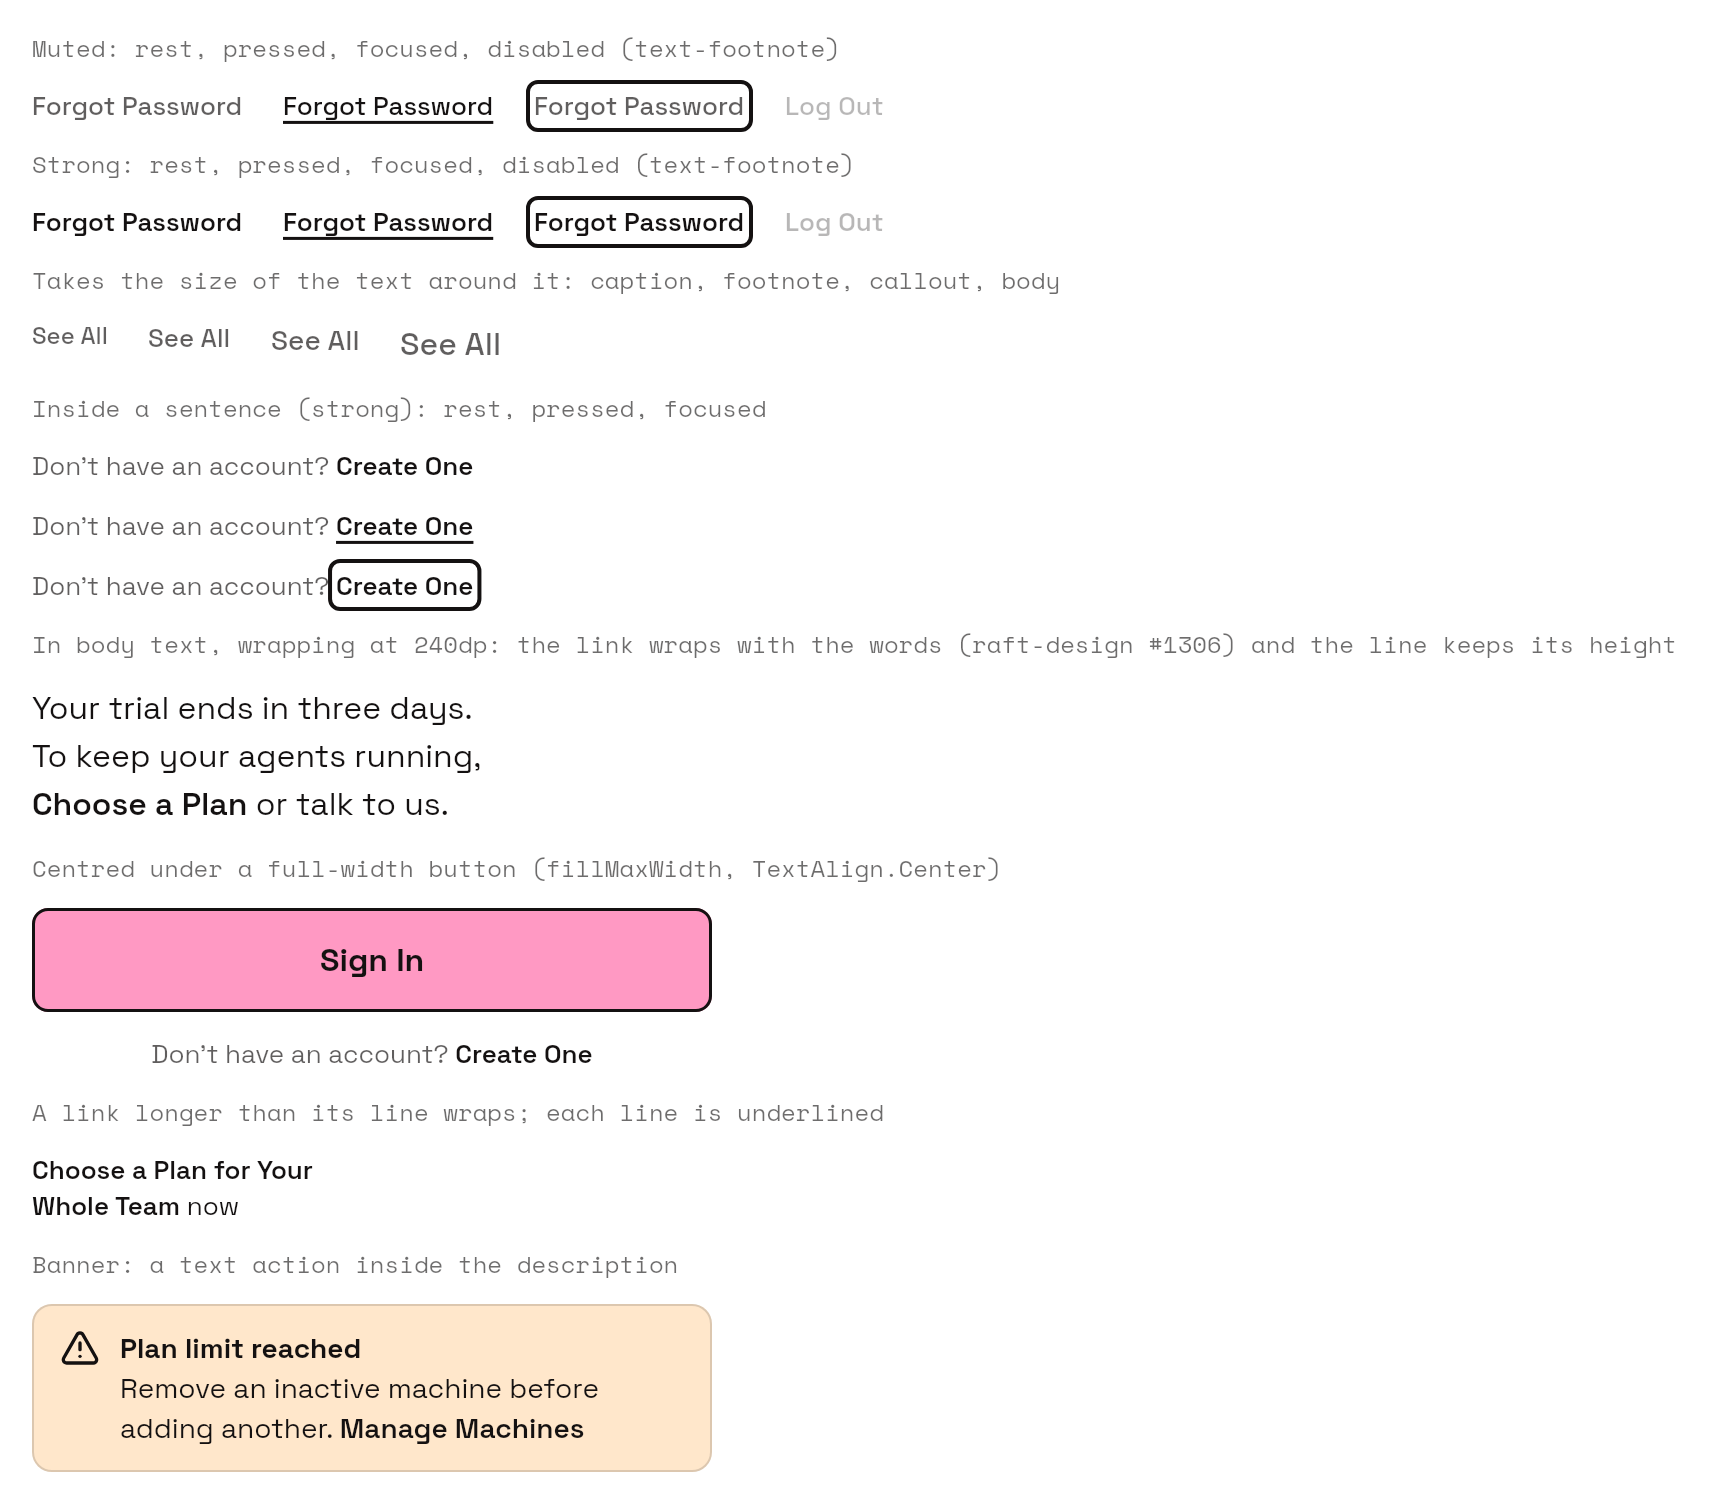 Muted: rest, pressed, focused, disabled (text-footnote)
Forgot Password Forgot Password Forgot Password Log Out
Strong: rest, pressed, focused, disabled (text-footnote)
Forgot Password Forgot Password Forgot Password Log Out
Takes the size of the text around it: caption, footnote, callout, body
See All See All See All See All
Inside a sentence (strong): rest, pressed, focused
Don’t have an account? Create One
Don’t have an account? Create One
Don’t have an account? Create One
In body text, wrapping at 240dp: the link wraps with the words (raft-design #1306) and the line keeps its height
Your trial ends in three days.
To keep your agents running,
Choose a Plan or talk to us.
Centred under a full-width button (fillMaxWidth, TextAlign.Center)
Sign In
Don’t have an account? Create One
A link longer than its line wraps; each line is underlined
Choose a Plan for Your
Whole Team now
Banner: a text action inside the description
Plan limit reached
Remove an inactive machine before
adding another. Manage Machines